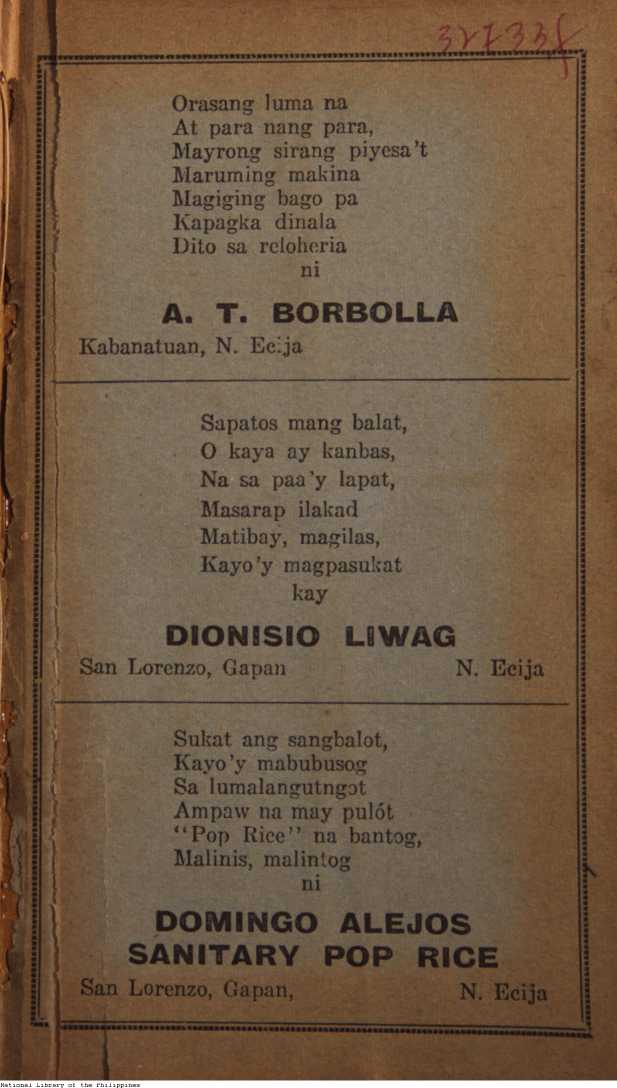 Orasang luma na
At para nang para,
Mayrong sirang piyesa't
Maruming makina
Magiging bago pa
Kapagka dinala
Dito sa reloheria
ni
A. T. BORBOLLA
Kabanatuan, N. Ecija
Sapatos mang balat,
O kaya ay kanbas,
Na sa paa'y lapat,
Masarap ilakad
Matibay, magilas,
Kayo'y magpasukat
kay
DIONISIO LIWAG
San Lorenzo, Gapan N. Ecija
Sukat ang sangbalot,
Kayo'y mabubusog
Sa lumalangutngot
Ampaw na may pulót
"Pop Rice" na bantog,
Malinis, malintog
ni
DOMINGO ALEJOS
SANITARY POP RICE
San Lorenzo, Gapan, N. Ecija
National Library of the Philippines